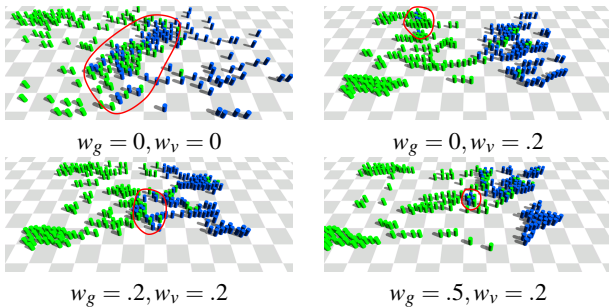 w_g = 0, w_v = 0
w_g = 0, w_v = .2
w_g = .2, w_v = .2
w_g = .5, w_v = .2